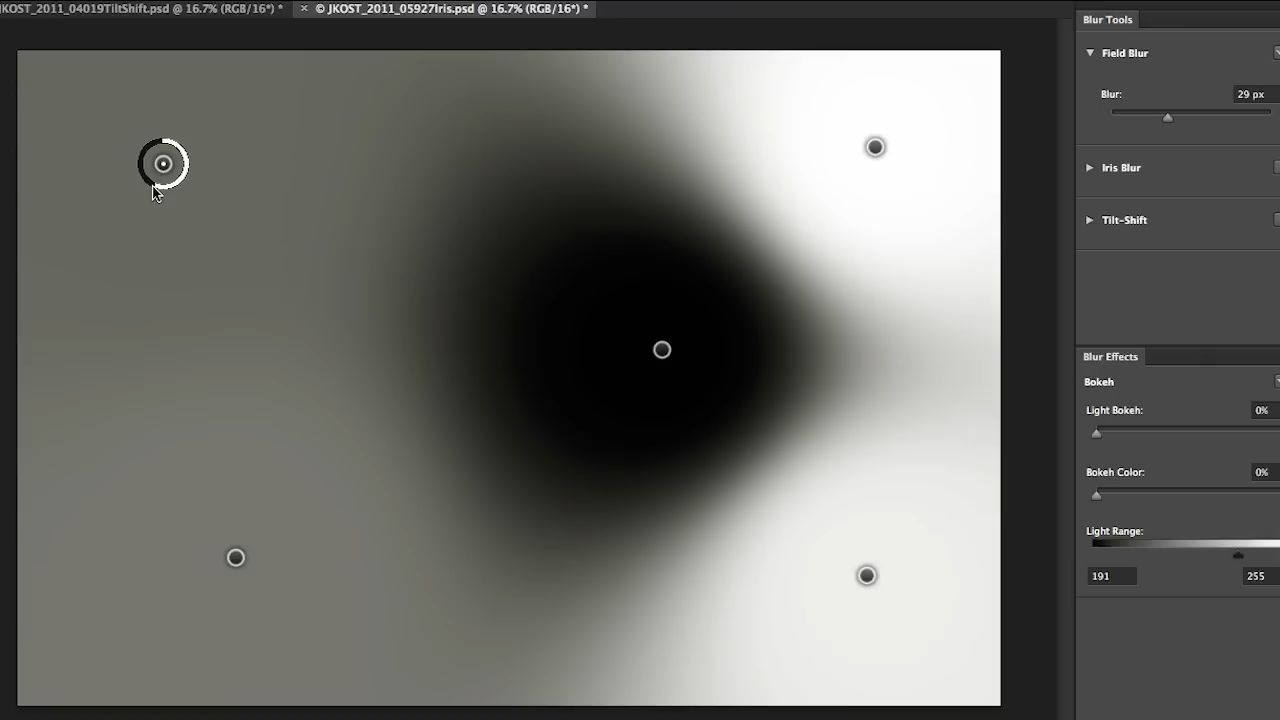 JKOST_2011_04019TiltShift.psd @ 16.7% (RGB/16*) *
× © JKOST_2011_05927Iris.psd @ 16.7% (RGB/16*) *
Blur Tools
Field Blur
Blur: 29 px
Iris Blur
Tilt-Shift
Blur Effects
Bokeh
Light Bokeh: 0%
Bokeh Color: 0%
Light Range:
191 255